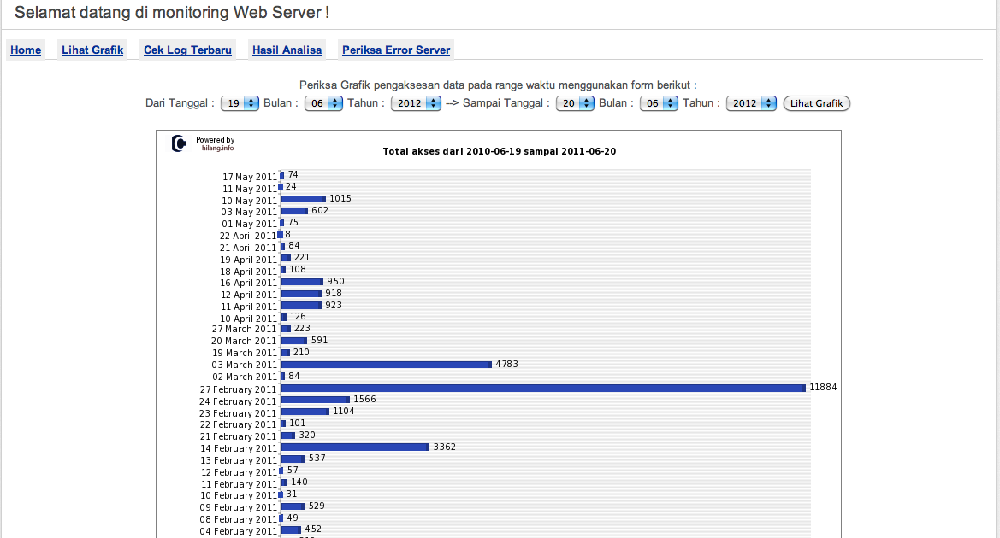 Selamat datang di monitoring Web Server !
Home Lihat Grafik Cek Log Terbaru Hasil Analisa Periksa Error Server
Periksa Grafik pengaksesan data pada range waktu menggunakan form berikut :
Dari Tanggal : 19 Bulan : 06 Tahun : 2012 --> Sampai Tanggal : 20 Bulan : 06 Tahun : 2012 Lihat Grafik
Powered by
hilang.info
Total akses dari 2010-06-19 sampai 2011-06-20
17 May 2011 74
11 May 2011 24
10 May 2011 1015
03 May 2011 602
01 May 2011 75
22 April 2011 8
21 April 2011 84
19 April 2011 221
18 April 2011 108
16 April 2011 950
12 April 2011 918
11 April 2011 923
10 April 2011 126
27 March 2011 223
20 March 2011 591
19 March 2011 210
03 March 2011 4783
02 March 2011 84
27 February 2011 11884
24 February 2011 1566
23 February 2011 1104
22 February 2011 101
21 February 2011 320
14 February 2011 3362
13 February 2011 537
12 February 2011 57
11 February 2011 140
10 February 2011 31
09 February 2011 529
08 February 2011 49
04 February 2011 452